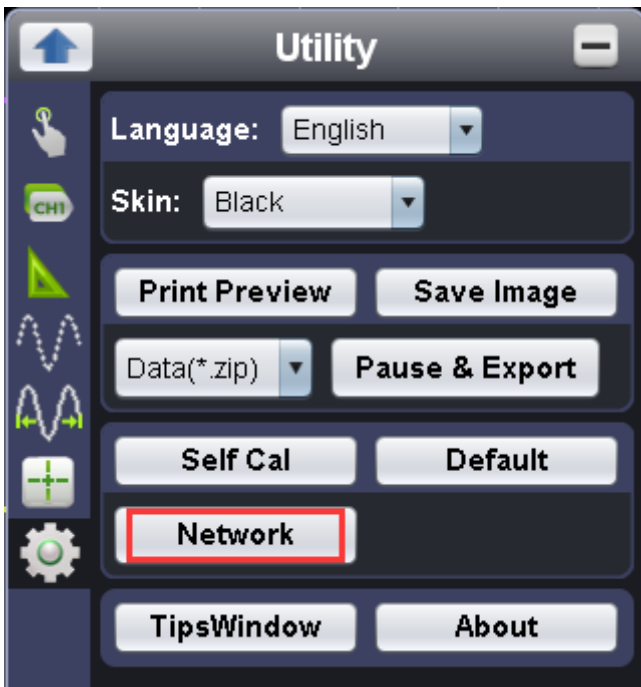 Utility
Language: English
CH1
Skin: Black
Print Preview Save Image
Data(*.zip) Pause & Export
Self Cal Default
Network
TipsWindow About